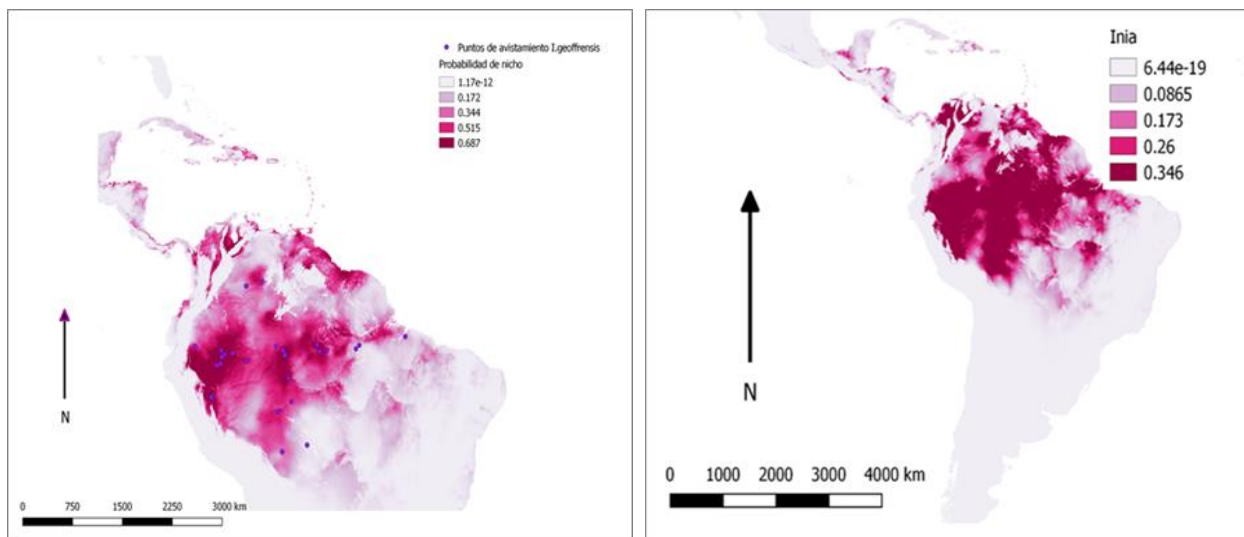 Puntos de avistamiento I.geoffrensis
Probabilidad de nicho
1.17e-12
0.172
0.344
0.515
0.687
N
0 750 1500 2250 3000 km
Inia
6.44e-19
0.0865
0.173
0.26
0.346
N
0 1000 2000 3000 4000 km